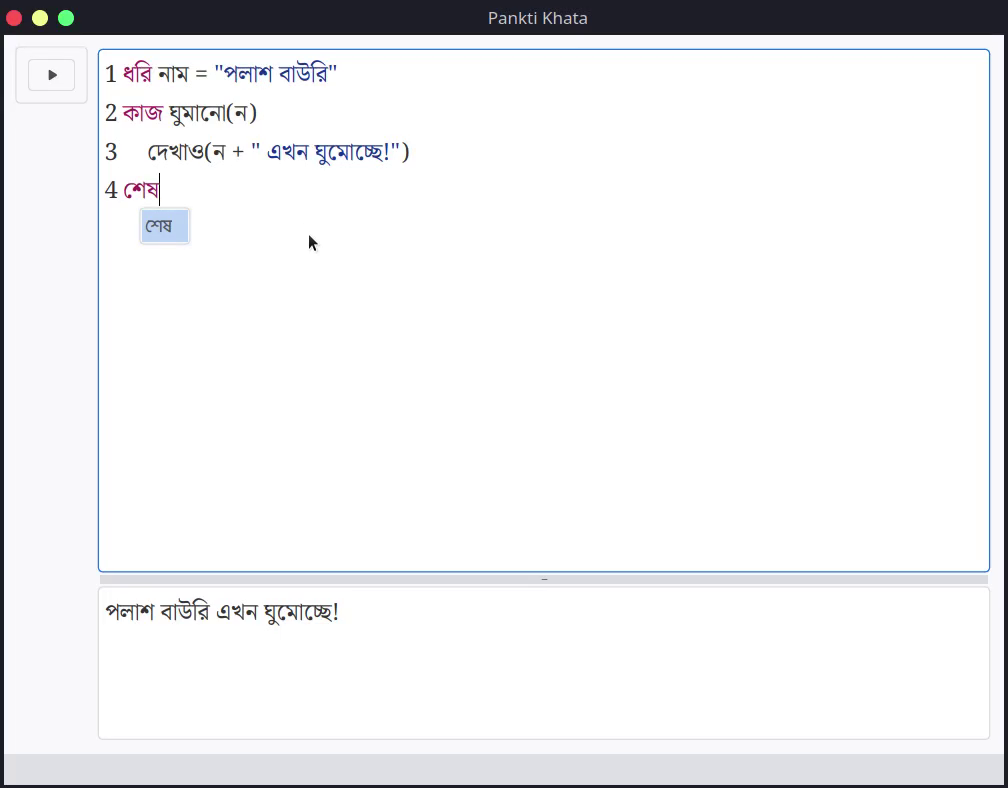 Pankti Khata
1 ধরি নাম = "পলাশ বাউরি"
2 কাজ ঘুমানো(ন)
3     দেখাও(ন + " এখন ঘুমোচ্ছে!")
4 শেষ
শেষ
পলাশ বাউরি এখন ঘুমোচ্ছে!